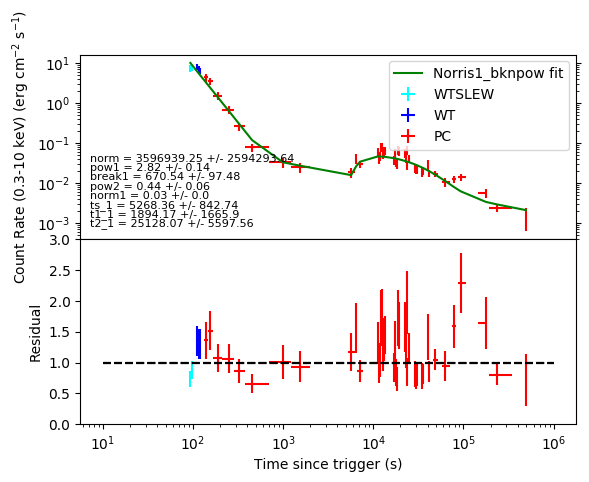 Count Rate (0.3-10 keV) (erg cm⁻² s⁻¹)
10¹
10⁰
10⁻¹
10⁻²
10⁻³
Norris1_bknpow fit
WTSLEW
WT
PC
norm = 3596939.25 +/- 2594293.64
pow1 = 2.82 +/- 0.14
break1 = 670.54 +/- 97.48
pow2 = 0.44 +/- 0.06
norm1 = 0.03 +/- 0.0
ts_1 = 5268.36 +/- 842.74
t1_1 = 1894.17 +/- 1665.9
t2_1 = 25128.07 +/- 5597.56
Residual
3.0
2.5
2.0
1.5
1.0
0.5
0.0
10¹ 10² 10³ 10⁴ 10⁵ 10⁶
Time since trigger (s)